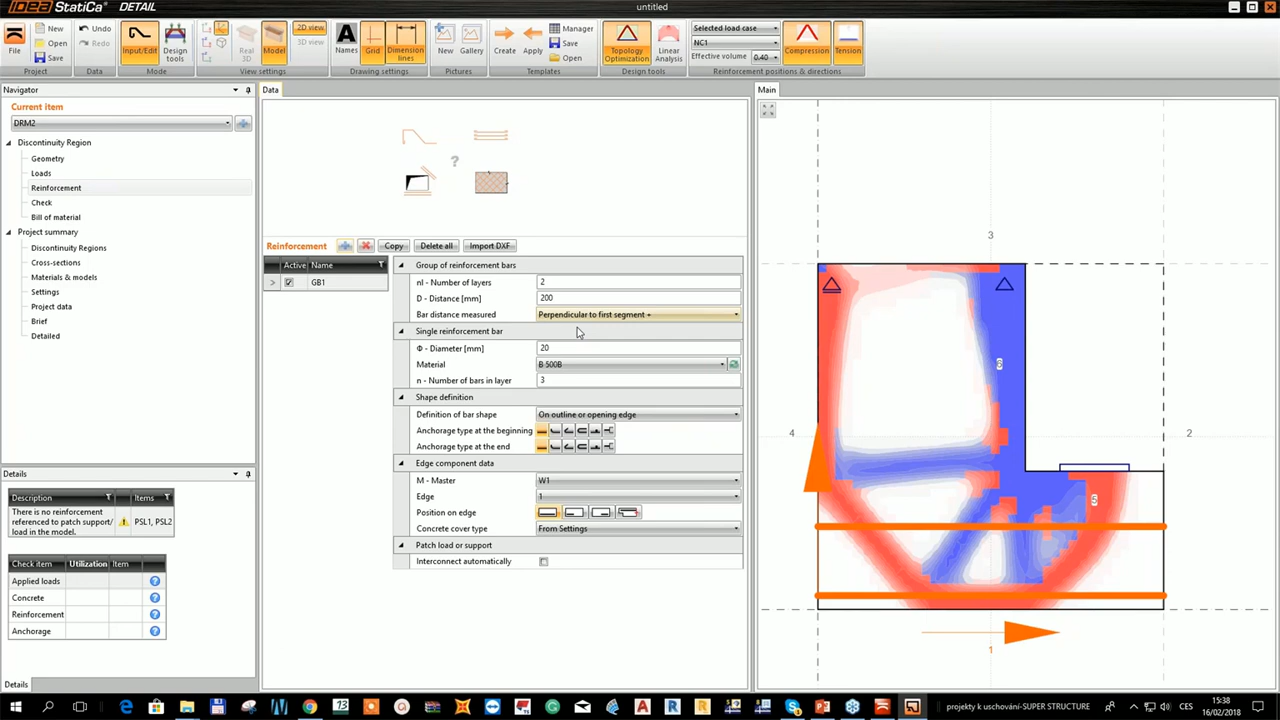 IDEA StatiCa® DETAIL
untitled
File
New
Open
Save
Project
Undo
Redo
Data
Input/Edit
Design tools
Mode
Real 3D
Model
2D view
3D view
View settings
Names
Grid
Dimension lines
Drawing settings
New
Gallery
Pictures
Create
Apply
Manager
Save
Open
Templates
Topology Optimization
Linear Analysis
Design tools
Selected load case
NC1
Effective volume 0.40
Compression
Tension
Reinforcement positions & directions
Navigator
Current item
DRM2
Discontinuity Region
Geometry
Loads
Reinforcement
Check
Bill of material
Project summary
Discontinuity Regions
Cross-sections
Materials & models
Settings
Project data
Brief
Detailed
Details
Description Items
There is no reinforcement referenced to patch support/load in the model. PSL1, PSL2
Check item Utilization Item
Applied loads ?
Concrete ?
Reinforcement ?
Anchorage ?
Details
Data
?
Reinforcement Copy Delete all Import DXF
Active Name
> GB1
Group of reinforcement bars
nl - Number of layers 2
D - Distance [mm] 200
Bar distance measured Perpendicular to first segment +
Single reinforcement bar
Φ - Diameter [mm] 20
Material B 500B
n - Number of bars in layer 3
Shape definition
Definition of bar shape On outline or opening edge
Anchorage type at the beginning
Anchorage type at the end
Edge component data
M - Master W1
Edge 1
Position on edge
Concrete cover type From Settings
Patch load or support
Interconnect automatically
Main
3
6
4
2
5
1
projekty k uschování-SUPER STRUCTURE
CES
15:38
16/02/2018